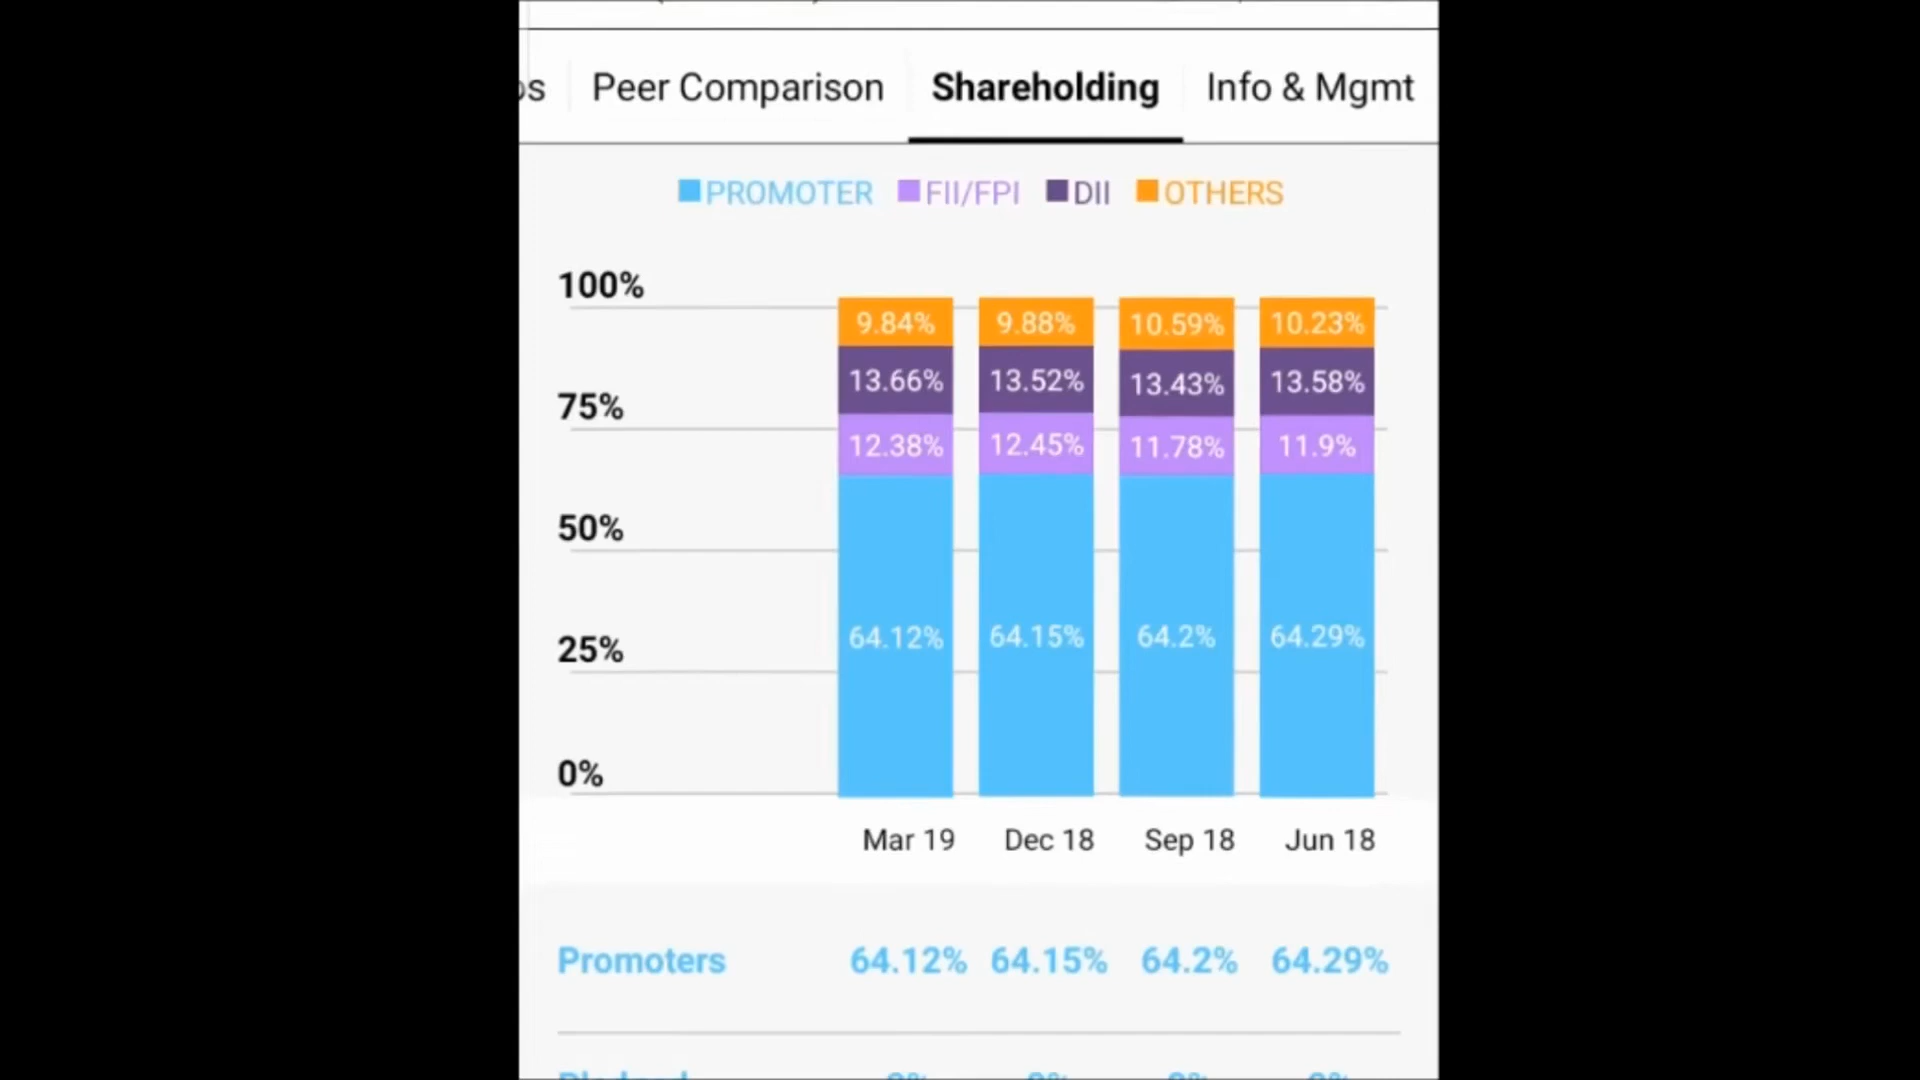 Peer Comparison Shareholding Info & Mgmt
PROMOTER FII/FPI DII OTHERS
100%
9.84% 9.88% 10.59% 10.23%
13.66% 13.52% 13.43% 13.58%
75%
12.38% 12.45% 11.78% 11.9%
50%
64.12% 64.15% 64.2% 64.29%
25%
0%
Mar 19 Dec 18 Sep 18 Jun 18
Promoters 64.12% 64.15% 64.2% 64.29%